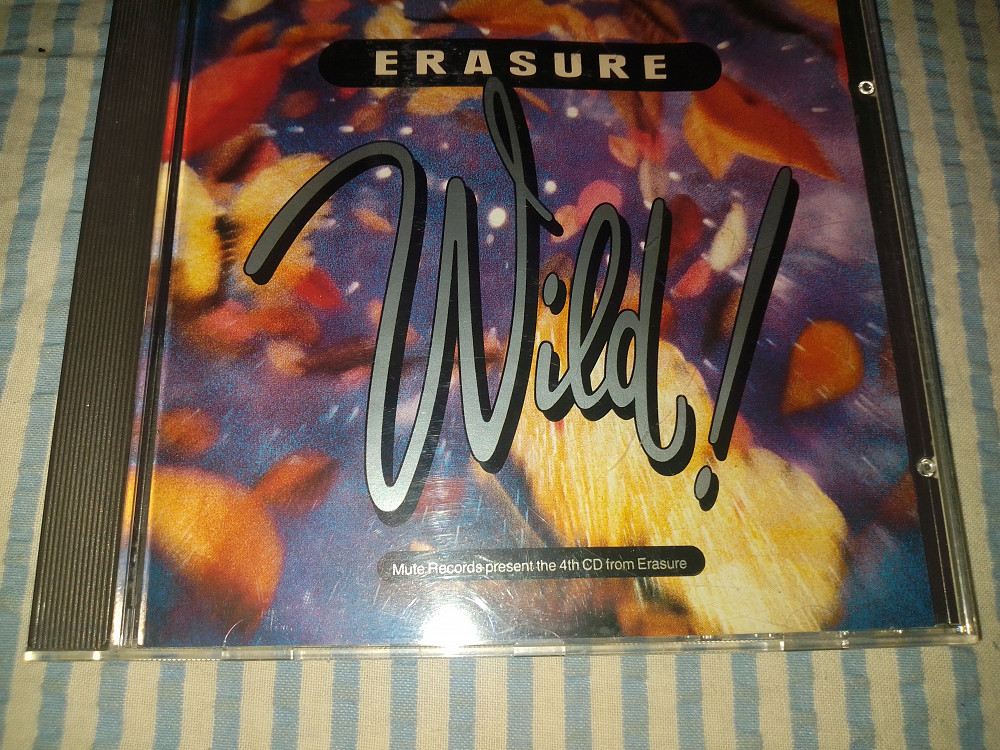 ERASURE
Wild!
Mute Records present the 4th CD from Erasure